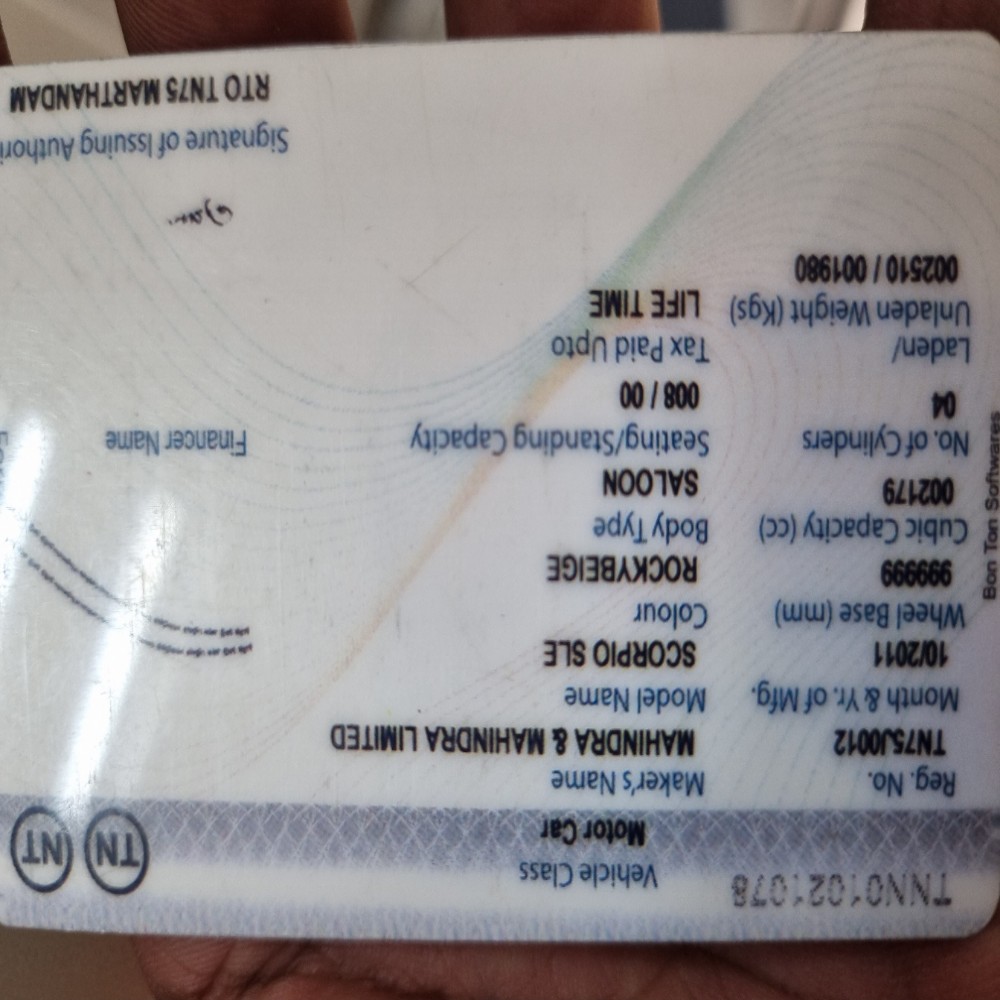 TNN01021078
Vehicle Class
Motor Car
TN NT
Reg. No. Maker's Name
TN75J0012 MAHINDRA & MAHINDRA LIMITED
Month & Yr. of Mfg. Model Name
10/2011 SCORPIO SLE
Wheel Base (mm) Colour
999999 ROCKYBEIGE
Cubic Capacity (cc) Body Type
002179 SALOON
No. of Cylinders Seating/Standing Capacity Financer Name
04 008 / 00
Laden/ Tax Paid Upto
Unladen Weight (Kgs) LIFE TIME
002510 / 001980
Signature of Issuing
RTO TN75 MARTHANDAM
Bon Ton Softwares